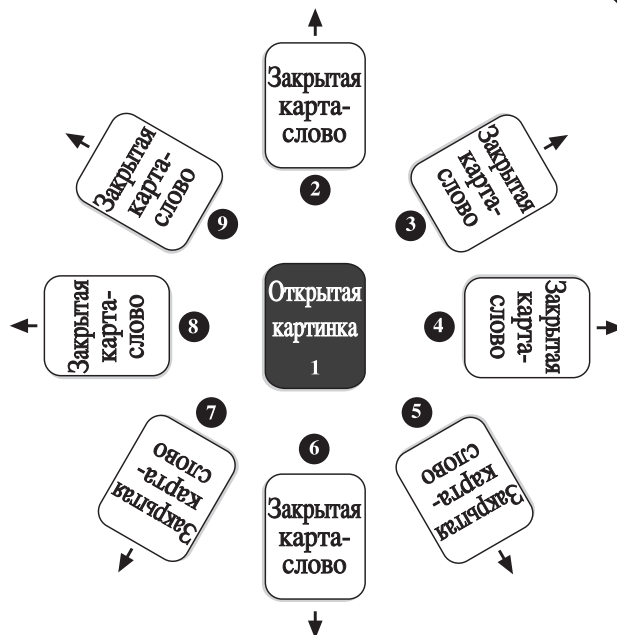 Закрытая
карта-
слово
2
Закрытая
карта-
слово
3
Закрытая
карта-
слово
4
Закрытая
карта-
слово
5
Закрытая
карта-
слово
6
Закрытая
карта-
слово
7
Закрытая
карта-
слово
8
Закрытая
карта-
слово
9
Открытая
картинка
1